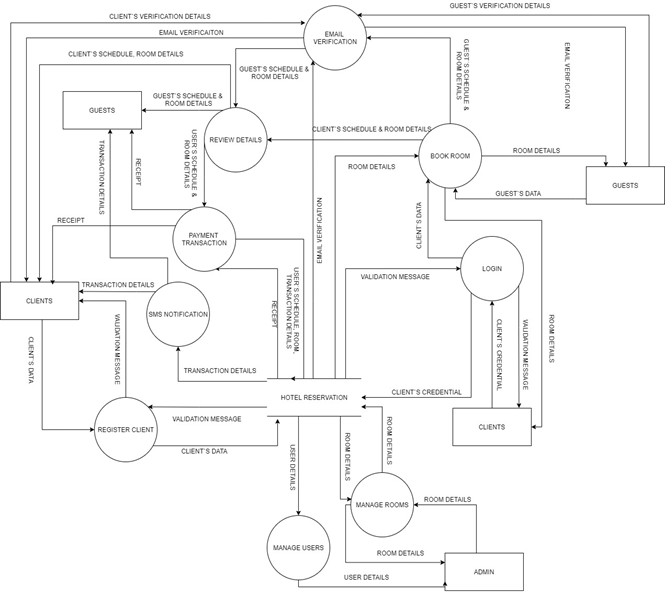 CLIENT`S VERIFICATION DETAILS
GUEST`S VERIFICATION DETAILS
EMAIL
VERIFICATION
EMAIL VERIFICAITON
CLIENT`S SCHEDULE, ROOM DETAILS
GUEST`S SCHEDULE &
ROOM DETAILS
GUEST`S SCHEDULE &
ROOM DETAILS
EMAIL VERIFICAITON
GUEST`S SCHEDULE &
ROOM DETAILS
GUESTS
REVIEW DETAILS
CLIENT`S SCHEDULE & ROOM DETAILS
BOOK ROOM
ROOM DETAILS
ROOM DETAILS
GUESTS
GUEST`S DATA
TRANSACTION DETAILS
RECEIPT
USER`S SCHEDULE &
ROOM DETAILS
RECEIPT
PAYMENT
TRANSACTION
EMAIL VERIFICATION
CLIENT`S DATA
VALIDATION MESSAGE
LOGIN
TRANSACTION DETAILS
CLIENTS
SMS NOTIFICATION
RECEIPT
USER`S SCHEDULE, ROOM,
TRANSACTION DETAILS
CLIENT`S CREDENTIAL
VALIDATION MESSAGE
ROOM DETAILS
CLIENT`S DATA
VALIDATION MESSAGE
TRANSACTION DETAILS
CLIENT`S CREDENTIAL
HOTEL RESERVATION
VALIDATION MESSAGE
REGISTER CLIENT
CLIENTS
CLIENT`S DATA
USER DETAILS
ROOM DETAILS
ROOM DETAILS
MANAGE ROOMS
ROOM DETAILS
MANAGE USERS
ROOM DETAILS
ADMIN
USER DETAILS